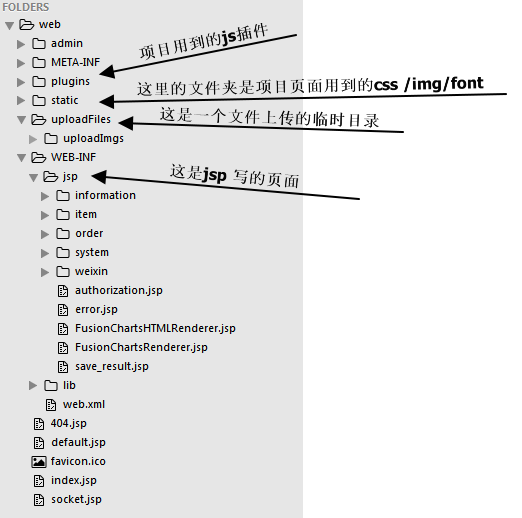 FOLDERS
web
admin
项目用到的js插件
META-INF
plugins
这里的文件夹是项目页面用到的css /img/font
static
这是一个文件上传的临时目录
uploadFiles
uploadImgs
WEB-INF
这是jsp 写的页面
jsp
information
item
order
system
weixin
authorization.jsp
error.jsp
FusionChartsHTMLRenderer.jsp
FusionChartsRenderer.jsp
save_result.jsp
lib
web.xml
404.jsp
default.jsp
favicon.ico
index.jsp
socket.jsp